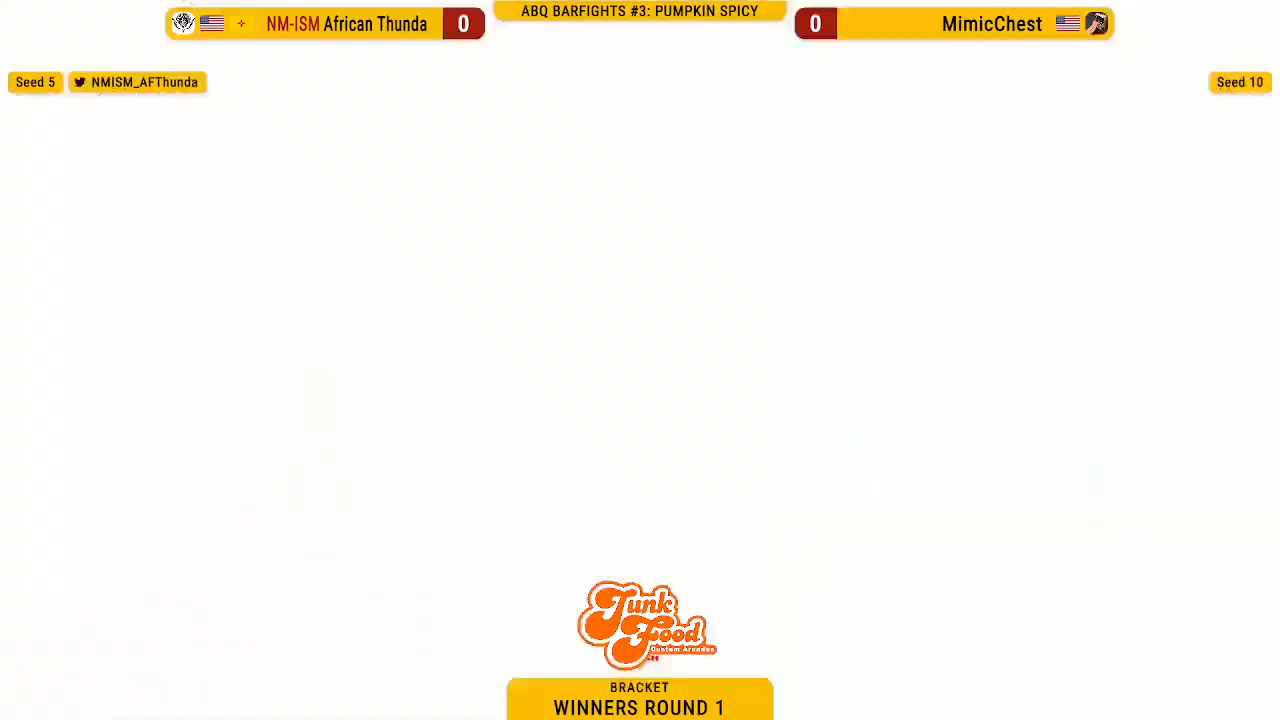 NM-ISM African Thunda 0
ABQ BARFIGHTS #3: PUMPKIN SPICY
0 MimicChest
Seed 5
NMISM_AFThunda
Seed 10
Junk
Food
Custom Arcades
BRACKET
WINNERS ROUND 1